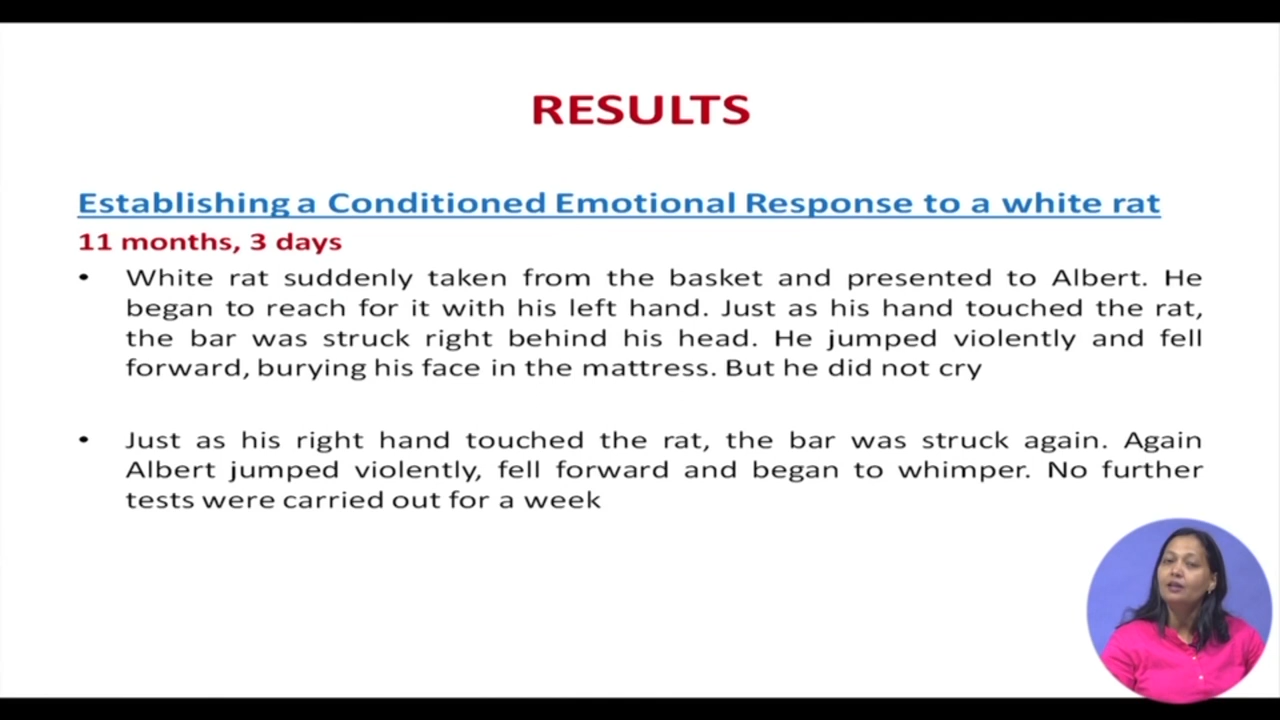 RESULTS
Establishing a Conditioned Emotional Response to a white rat
11 months, 3 days
• White rat suddenly taken from the basket and presented to Albert. He
began to reach for it with his left hand. Just as his hand touched the rat,
the bar was struck right behind his head. He jumped violently and fell
forward, burying his face in the mattress. But he did not cry
• Just as his right hand touched the rat, the bar was struck again. Again
Albert jumped violently, fell forward and began to whimper. No further
tests were carried out for a week